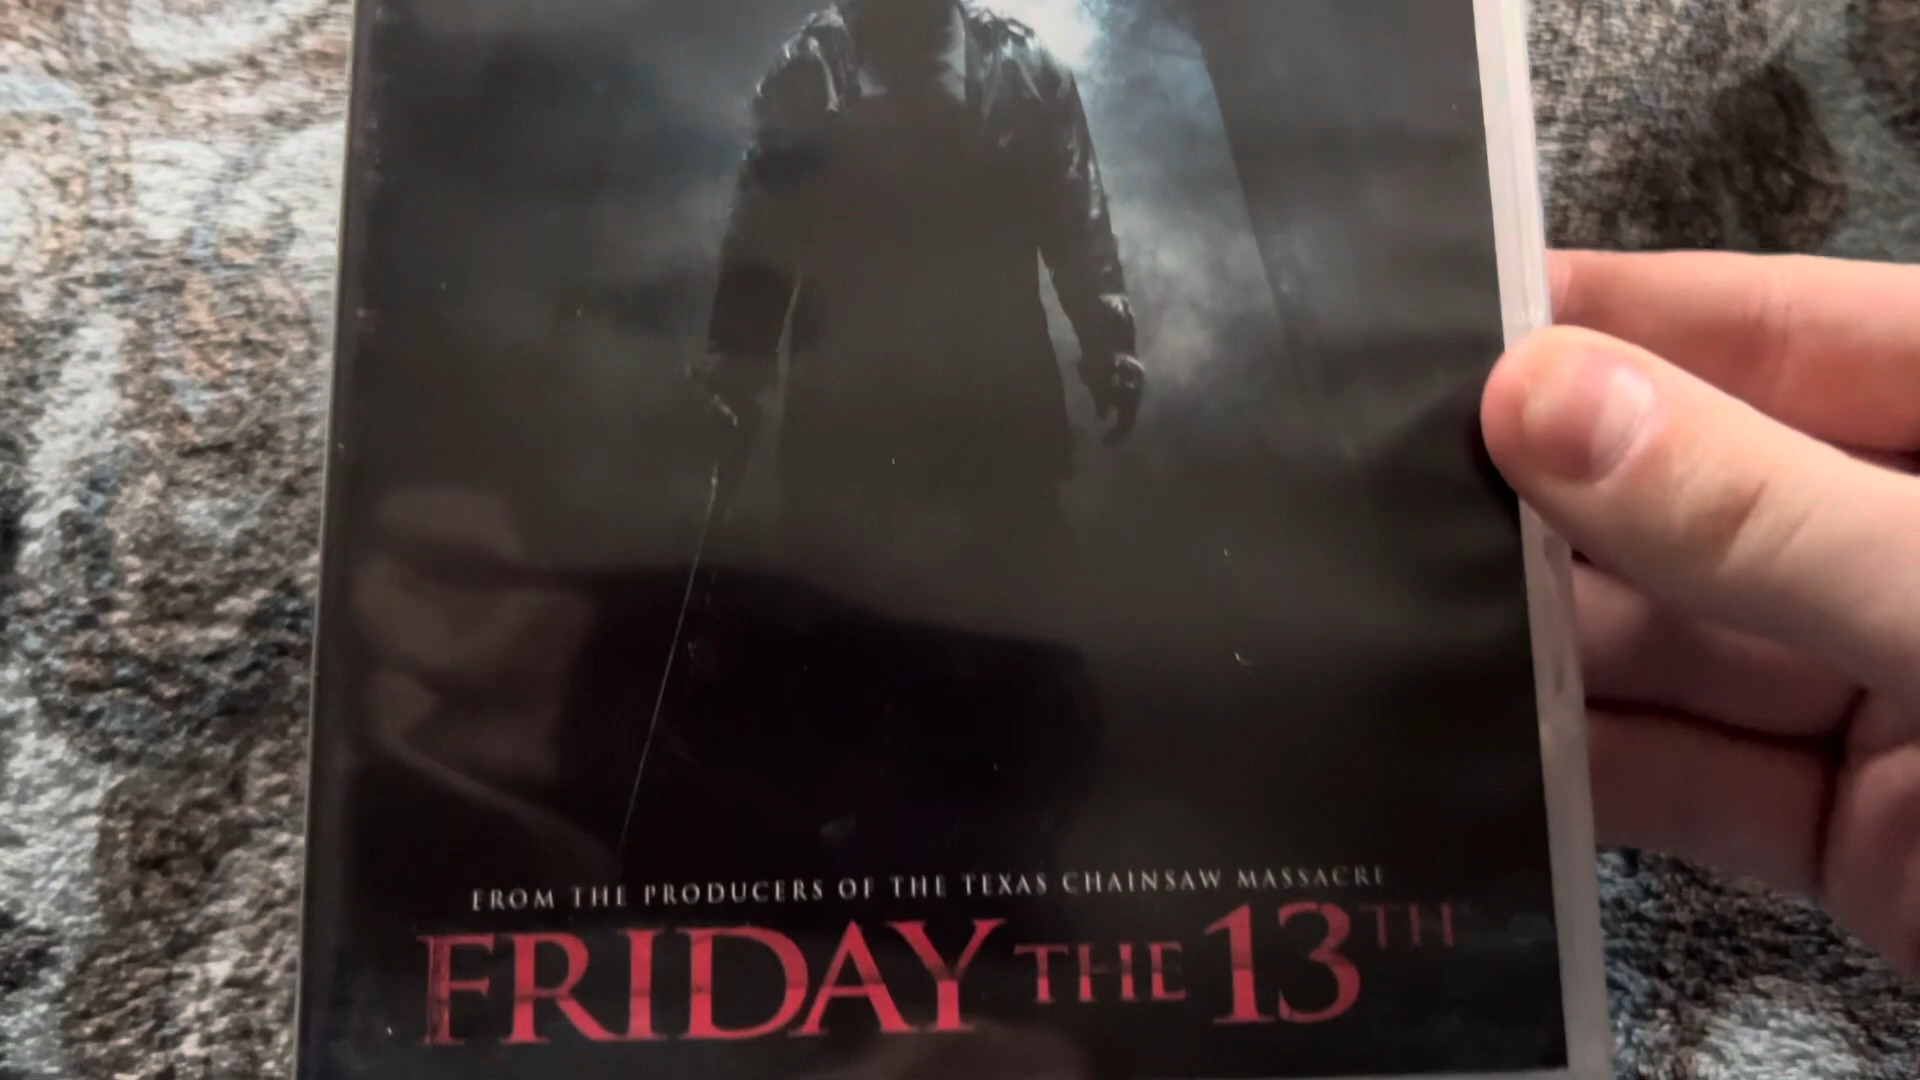 FROM THE PRODUCERS OF THE TEXAS CHAINSAW MASSACRE
FRIDAY THE 13TH